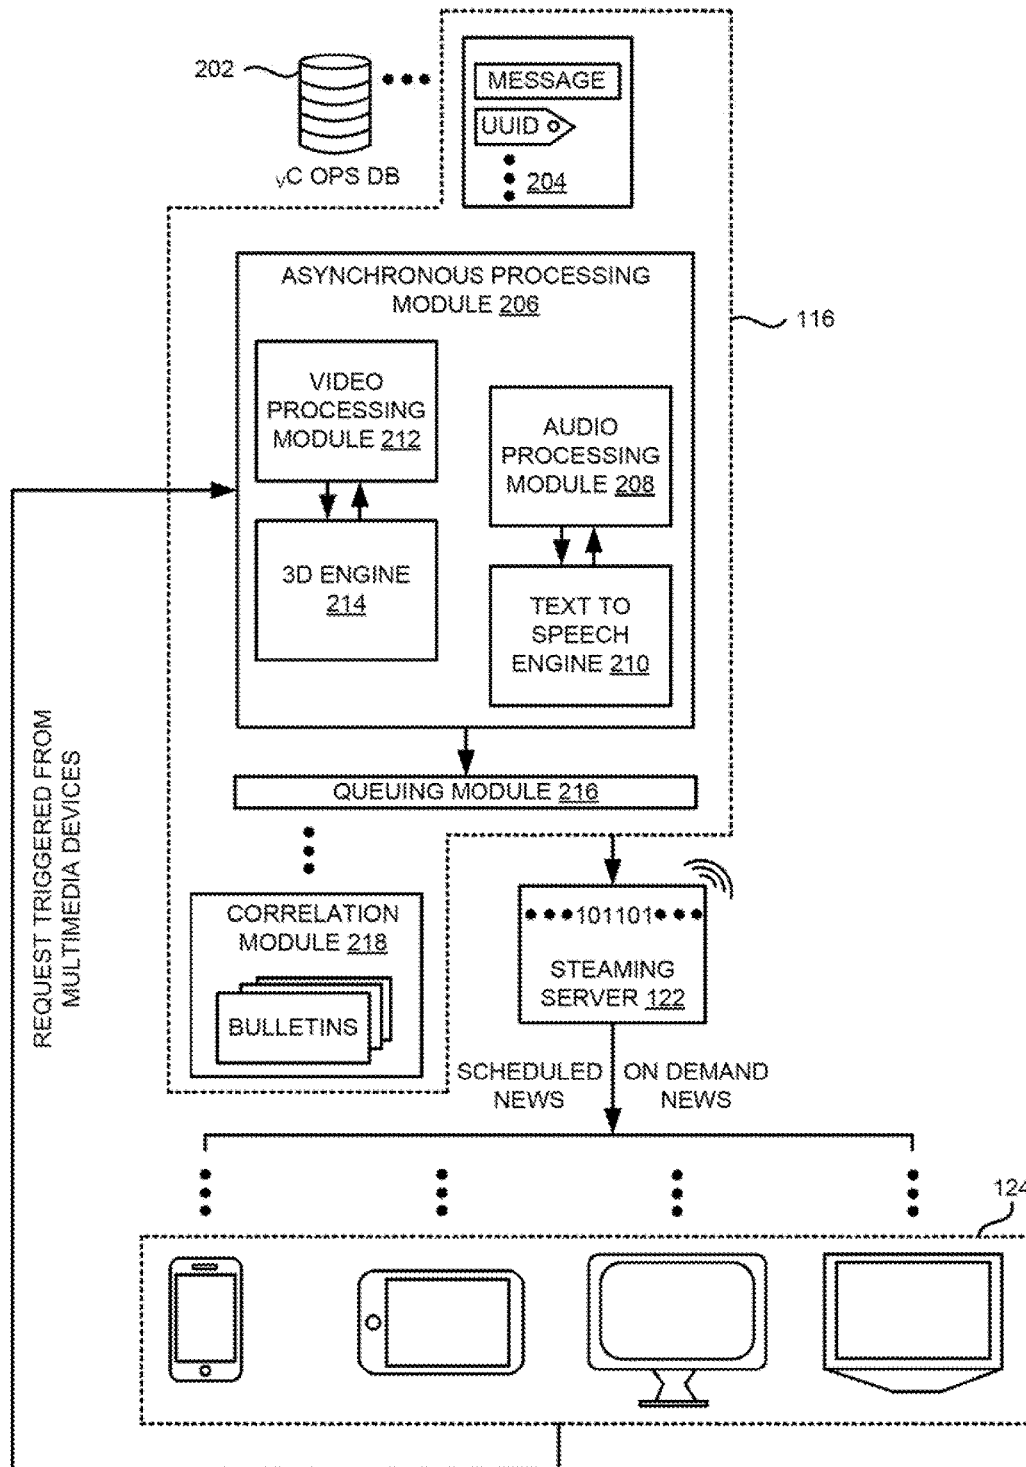 202
vC OPS DB
MESSAGE
UUID
204
ASYNCHRONOUS PROCESSING
MODULE 206
116
VIDEO
PROCESSING
MODULE 212
AUDIO
PROCESSING
MODULE 208
3D ENGINE
214
TEXT TO
SPEECH
ENGINE 210
REQUEST TRIGGERED FROM
MULTIMEDIA DEVICES
QUEUING MODULE 216
CORRELATION
MODULE 218
BULLETINS
101101
STEAMING
SERVER 122
SCHEDULED
NEWS
ON DEMAND
NEWS
124